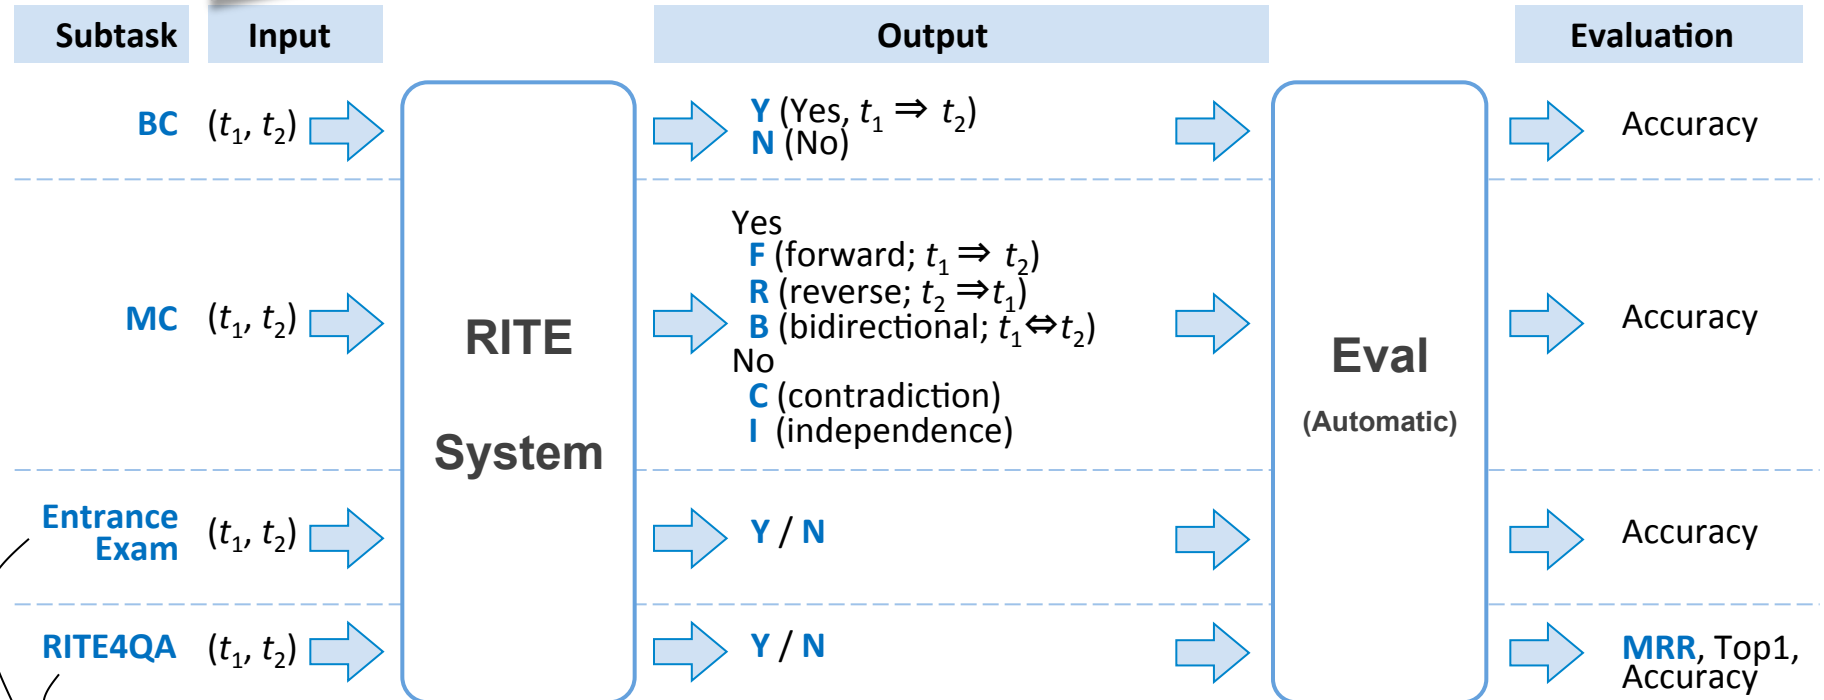 Subtask Input Output Evaluation
BC (t₁, t₂) Y (Yes, t₁ ⇒ t₂) Accuracy
N (No)
Yes
F (forward; t₁ ⇒ t₂)
R (reverse; t₂ ⇒ t₁)
MC (t₁, t₂) B (bidirectional; t₁ ⇔ t₂) Accuracy
No
C (contradiction)
I (independence)
RITE
System
Eval
(Automatic)
Entrance
Exam (t₁, t₂) Y / N Accuracy
RITE4QA (t₁, t₂) Y / N MRR, Top1,
Accuracy